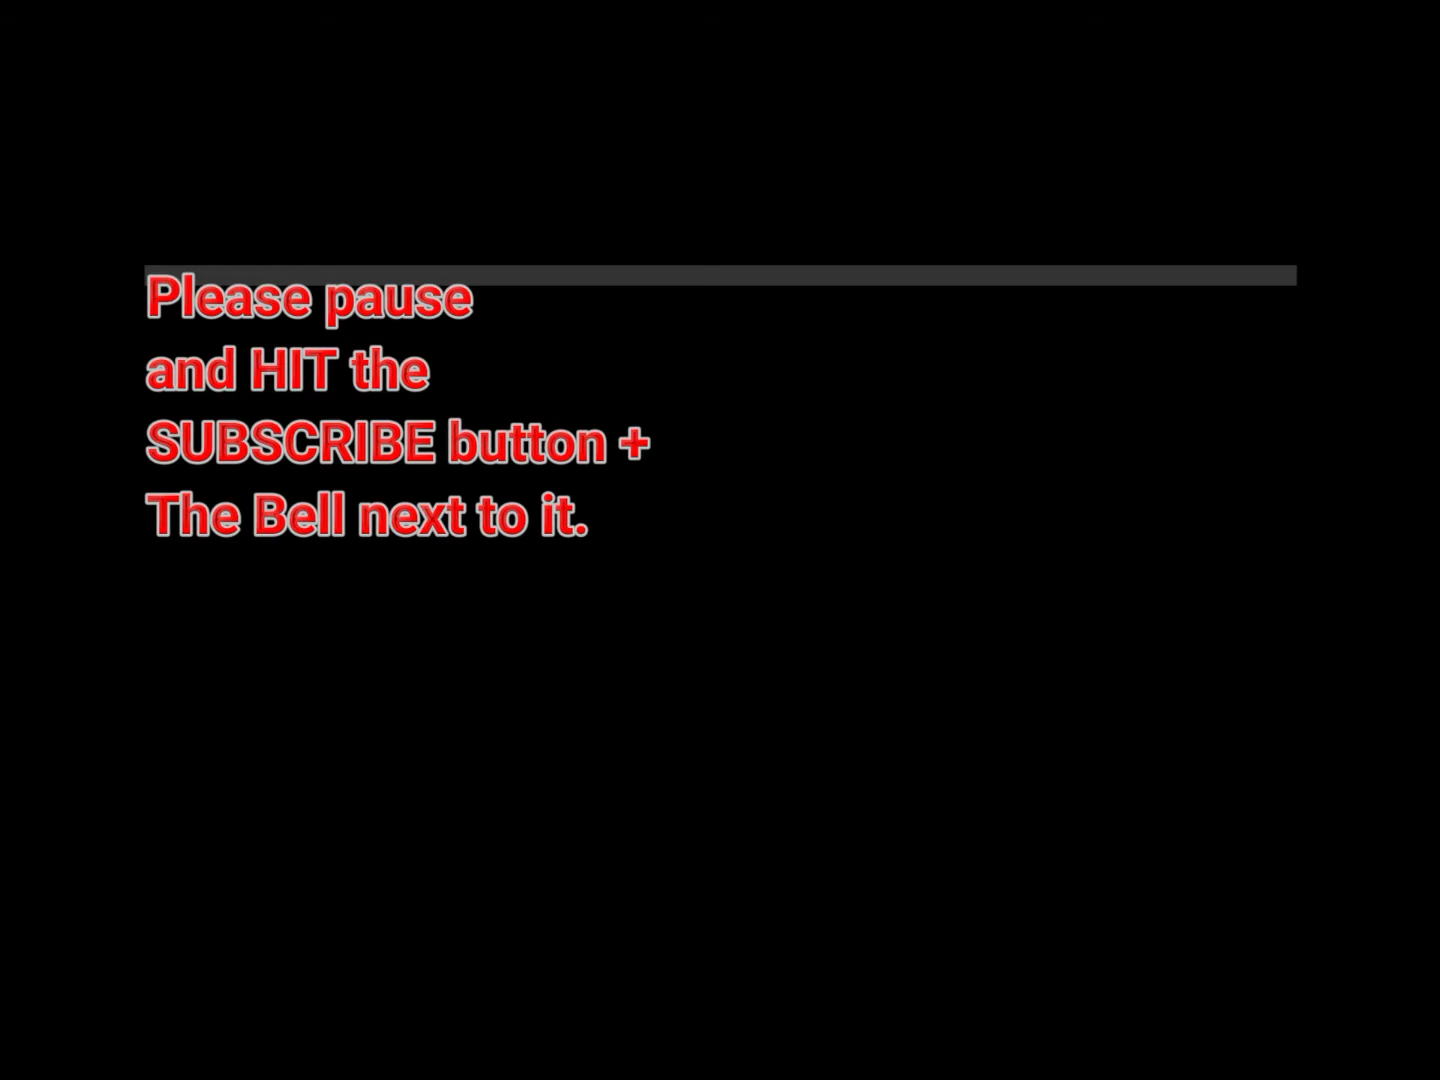 Please pause
and HIT the
SUBSCRIBE button +
The Bell next to it.